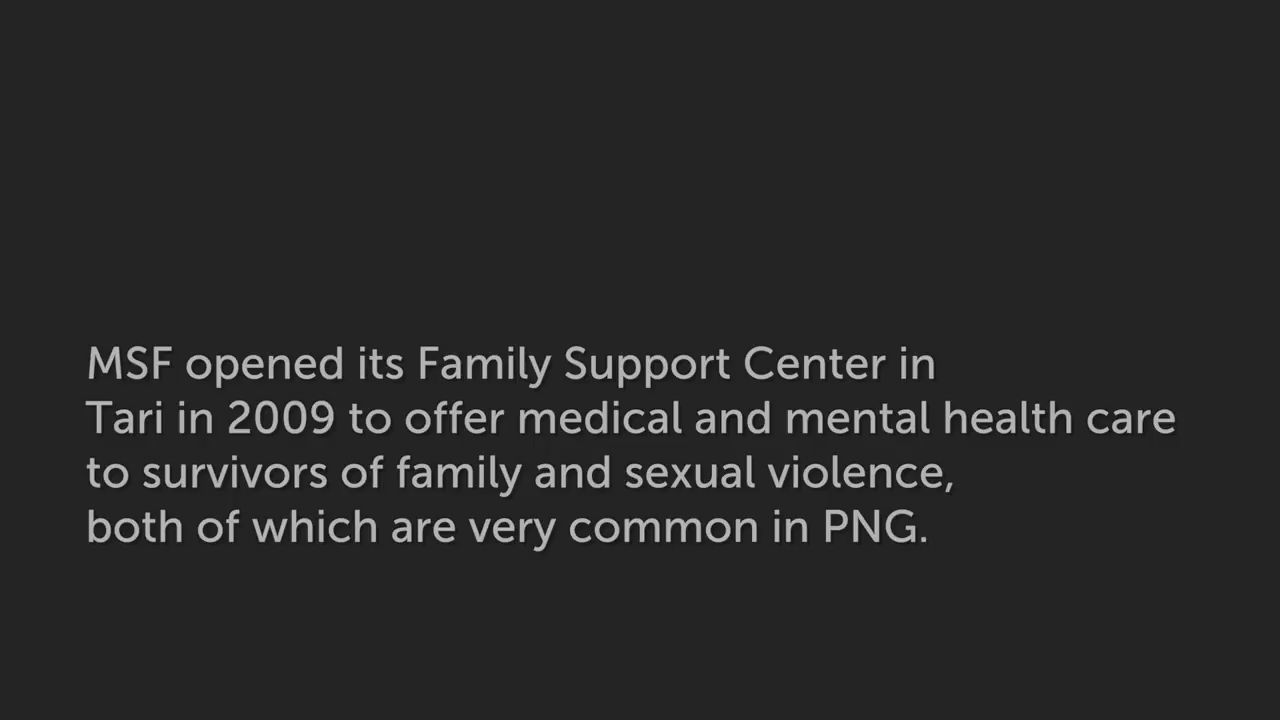 MSF opened its Family Support Center in
Tari in 2009 to offer medical and mental health care
to survivors of family and sexual violence,
both of which are very common in PNG.